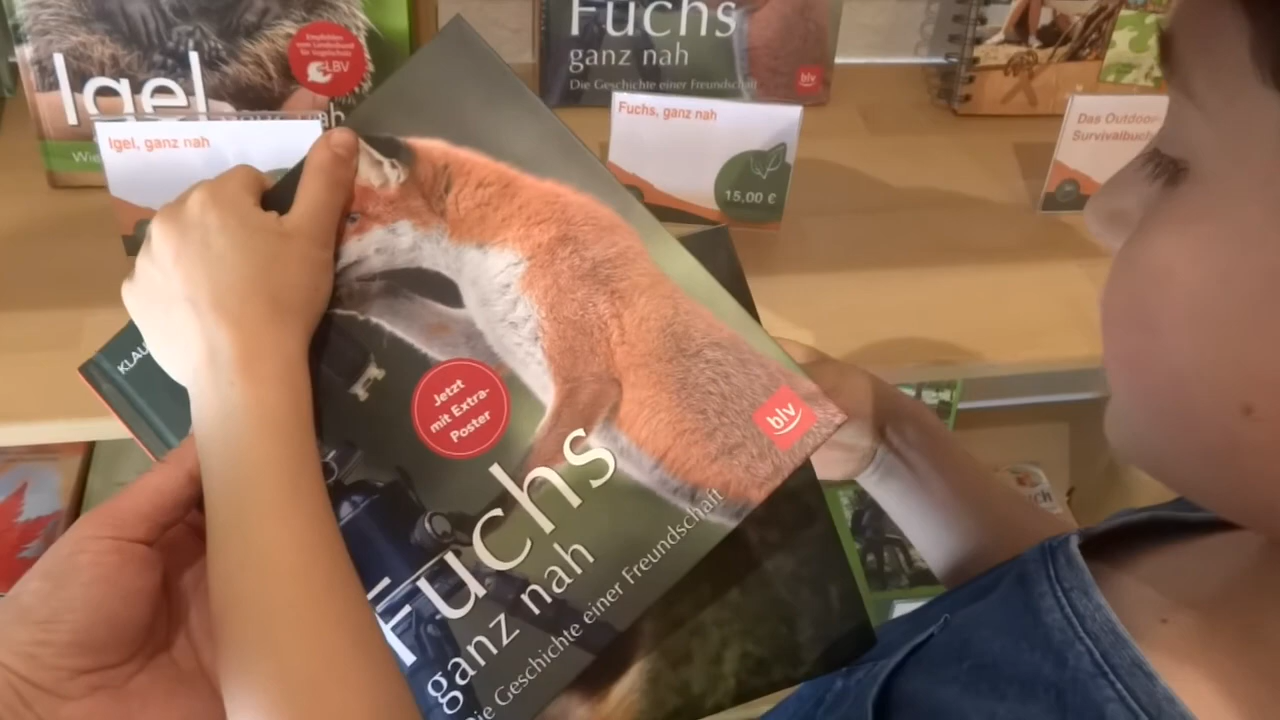 Igel
Empfohlen
vom Landesbund
für Vogelschutz
LBV
Igel, ganz nah
Fuchs
ganz nah
Die Geschichte einer Freundschaft
blv
Fuchs, ganz nah
15,00 €
Das Outdoor-
Survivalbuch
KLAU
Jetzt
mit Extra-
Poster
blv
Fuchs
ganz nah
Die Geschichte einer Freundschaft